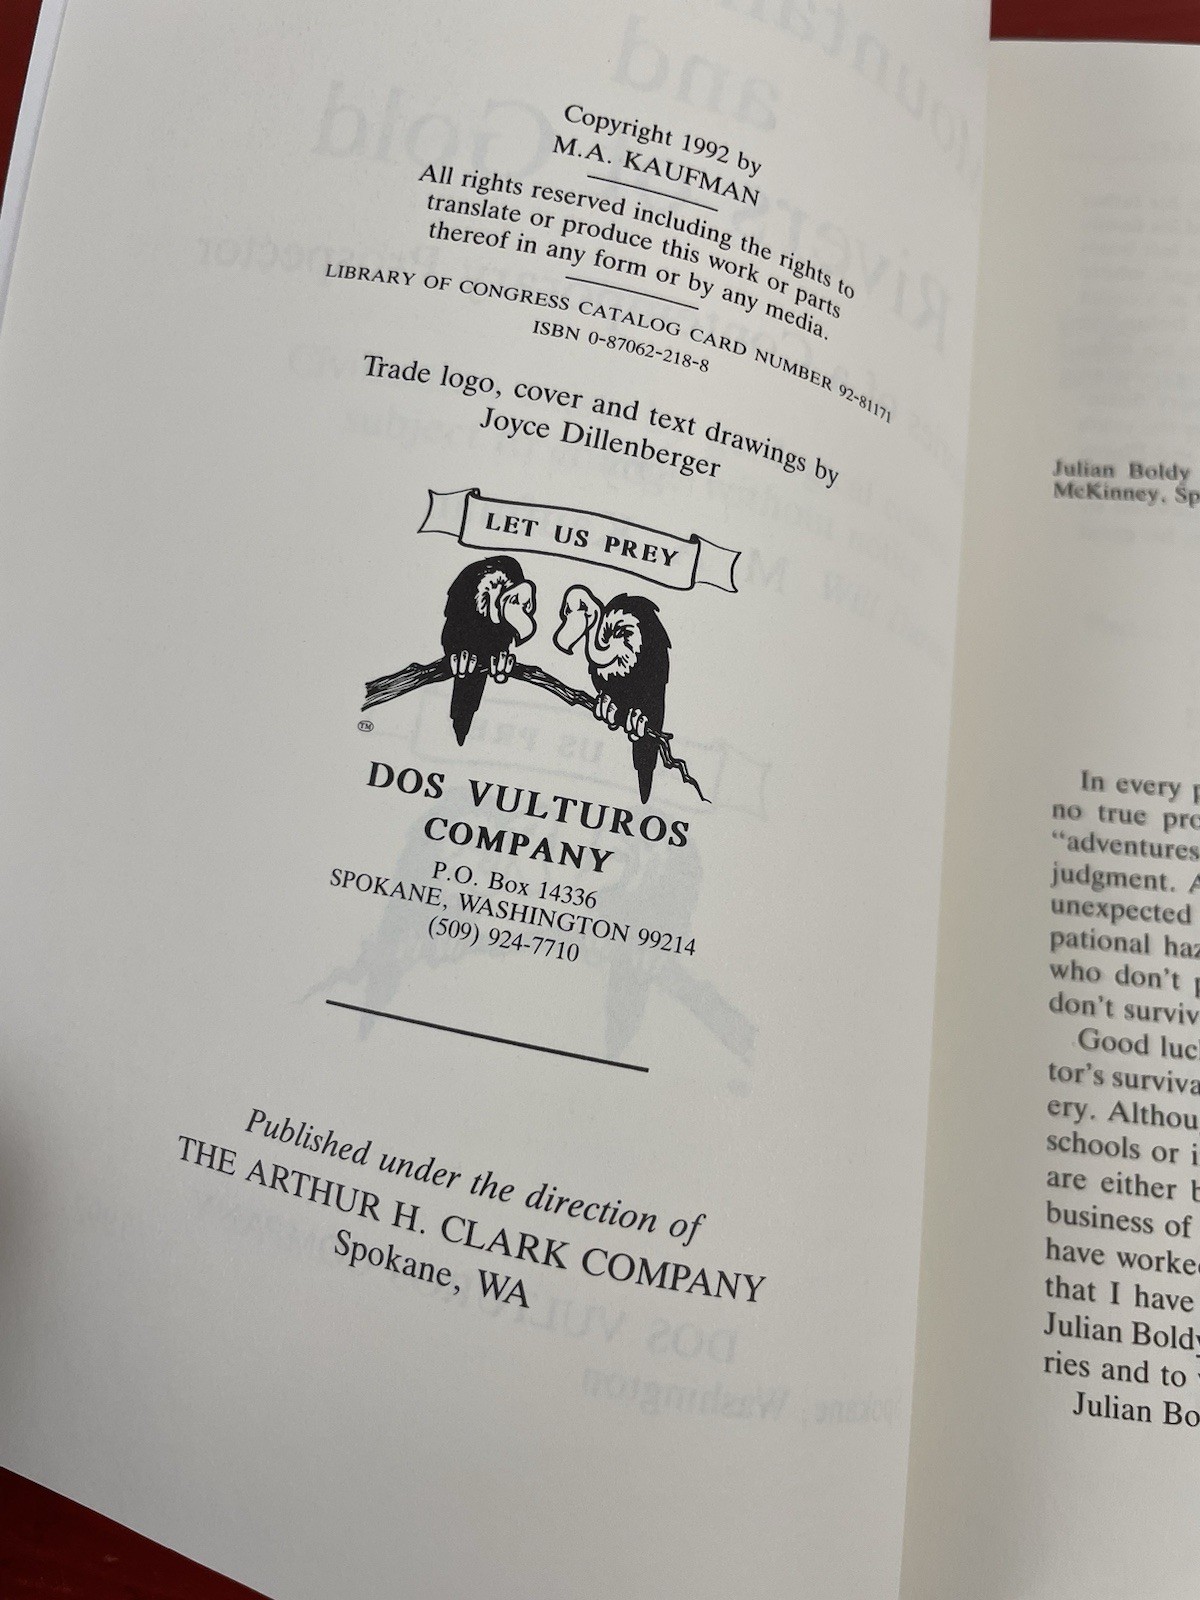 Copyright 1992 by
M.A. KAUFMAN
All rights reserved including the rights to
translate or produce this work or parts
thereof in any form or by any media.
LIBRARY OF CONGRESS CATALOG CARD NUMBER 92-81171
ISBN 0-87062-218-8
Trade logo, cover and text drawings by
Joyce Dillenberger
LET US PREY
TM
DOS VULTUROS
COMPANY
P.O. Box 14336
SPOKANE, WASHINGTON 99214
(509) 924-7710
Published under the direction of
THE ARTHUR H. CLARK COMPANY
Spokane, WA
Julian Boldy
McKinney, Sp
In every p
no true pro
“adventures
judgment. A
unexpected
pational haz
who don't p
don't surviv
Good luc
tor's surviva
ery. Althou
schools or i
are either b
business of
have worke
that I have
Julian Boldy
ries and to
Julian Bo